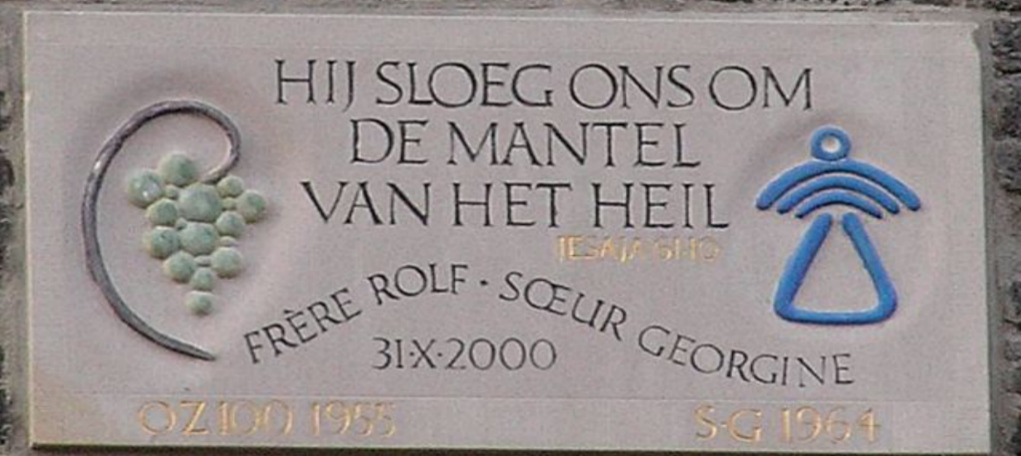 HIJ SLOEG ONS OM
DE MANTEL
VAN HET HEIL
JESAJA 61:10
FRÈRE ROLF · SŒUR GEORGINE
31·X·2000
OZ 100 1955
S·G 1964